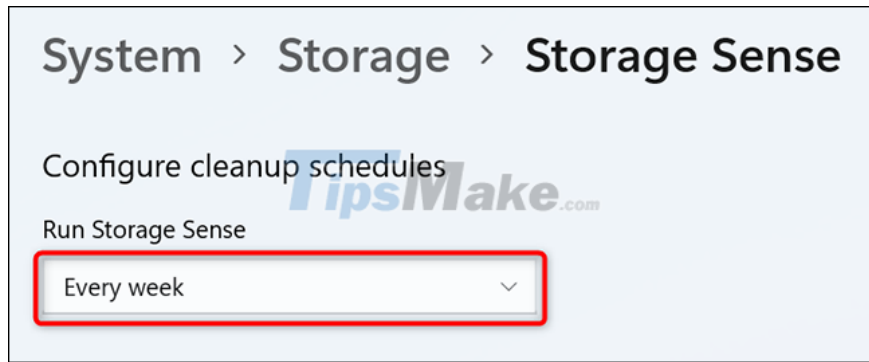 System > Storage > Storage Sense
Configure cleanup schedules
TipsMake.com
Run Storage Sense
Every week